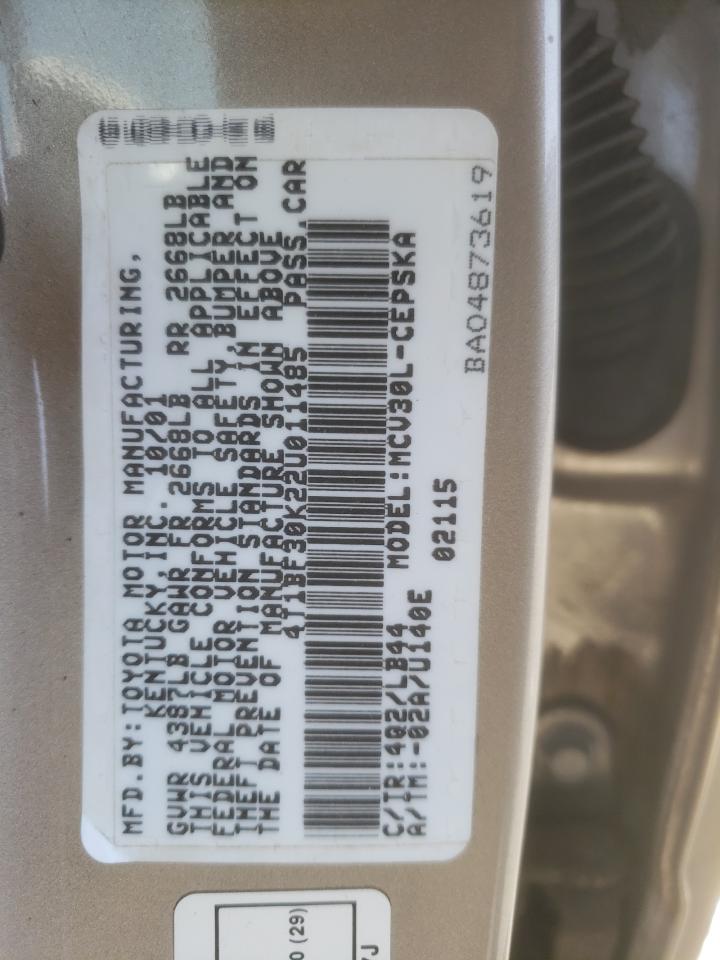 MFD.BY:TOYOTA MOTOR MANUFACTURING,
KENTUCKY,INC. 10/01
GVWR 4387LB GAWR FR 2668LB RR 2668LB
THIS VEHICLE CONFORMS TO ALL APPLICABLE
FEDERAL MOTOR VEHICLE SAFETY,BUMPER AND
THEFT PREVENTION STANDARDS IN EFFECT ON
THE DATE OF MANUFACTURE SHOWN ABOVE.
4T1BF30K22U011485 PASS.CAR
C/TR:4Q2/LB44 MODEL:MCV30L-CEPSKA
A/TM:-02A/U140E 02115
BA04873619
0 (29)